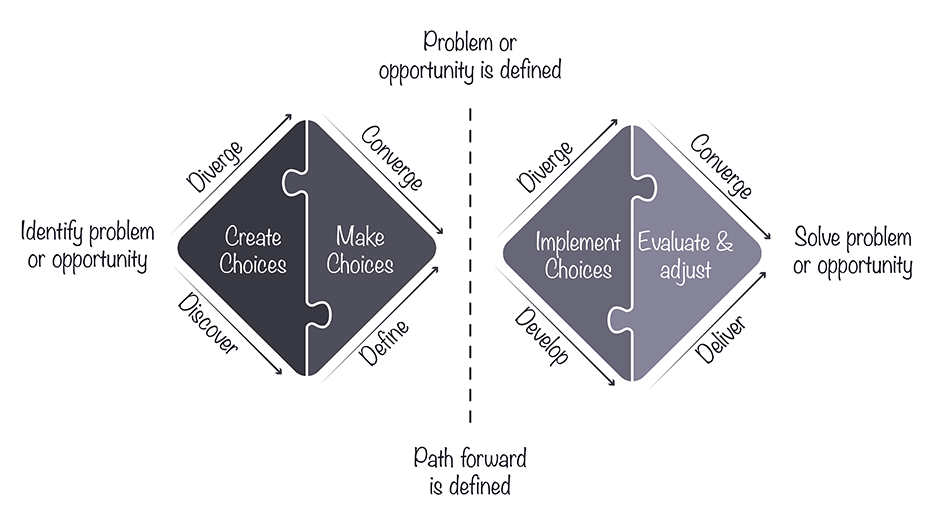 Problem or
opportunity is defined
Diverge
Converge
Diverge
Converge
Identify problem
or opportunity
Create
Choices
Make
Choices
Implement
Choices
Evaluate &
adjust
Solve problem
or opportunity
Discover
Define
Develop
Deliver
Path forward
is defined